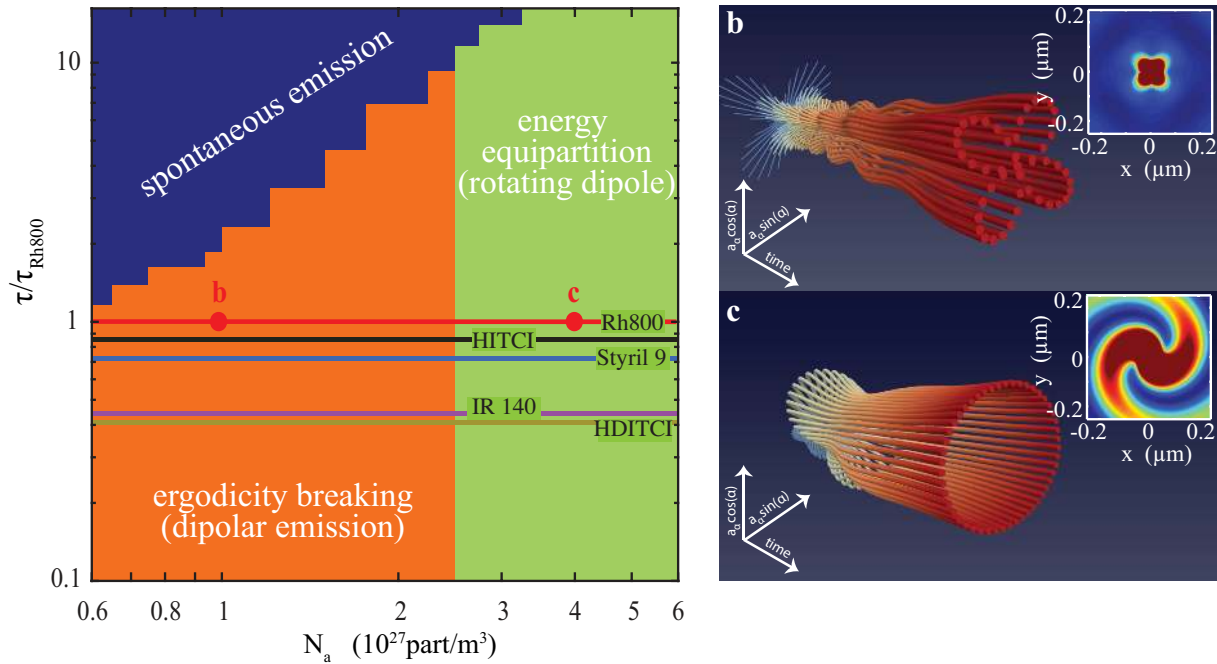 10
1
0.1
τ/τRh800
spontaneous emission
energy
equipartition
(rotating dipole)
b
c
Rh800
HITCI
Styril 9
IR 140
HDITCI
ergodicity breaking
(dipolar emission)
0.6
0.8
1
2
3
4
5
6
Na (10²⁷part/m³)
b
0.2
0
-0.2
y (µm)
-0.2
0
0.2
x (µm)
aα cos(α)
aα sin(α)
time
c
0.2
0
-0.2
y (µm)
-0.2
0
0.2
x (µm)
aα cos(α)
aα sin(α)
time